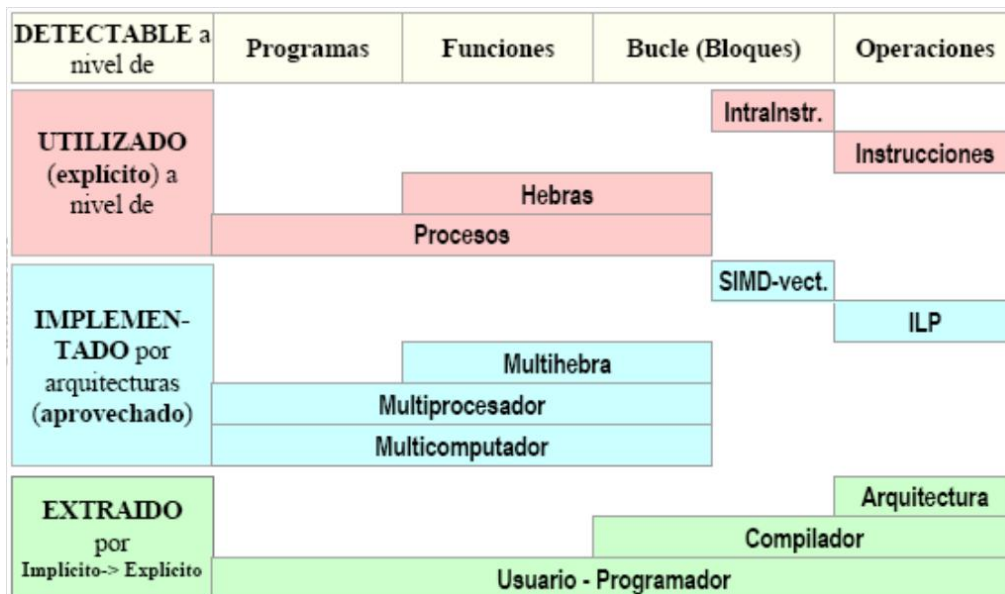 DETECTABLE a
nivel de
Programas
Funciones
Bucle (Bloques)
Operaciones
UTILIZADO
(explícito) a
nivel de
IntraInstr.
Instrucciones
Hebras
Procesos
IMPLEMEN-
TADO por
arquitecturas
(aprovechado)
SIMD-vect.
ILP
Multihebra
Multiprocesador
Multicomputador
EXTRAIDO
por
Implícito-> Explícito
Arquitectura
Compilador
Usuario - Programador